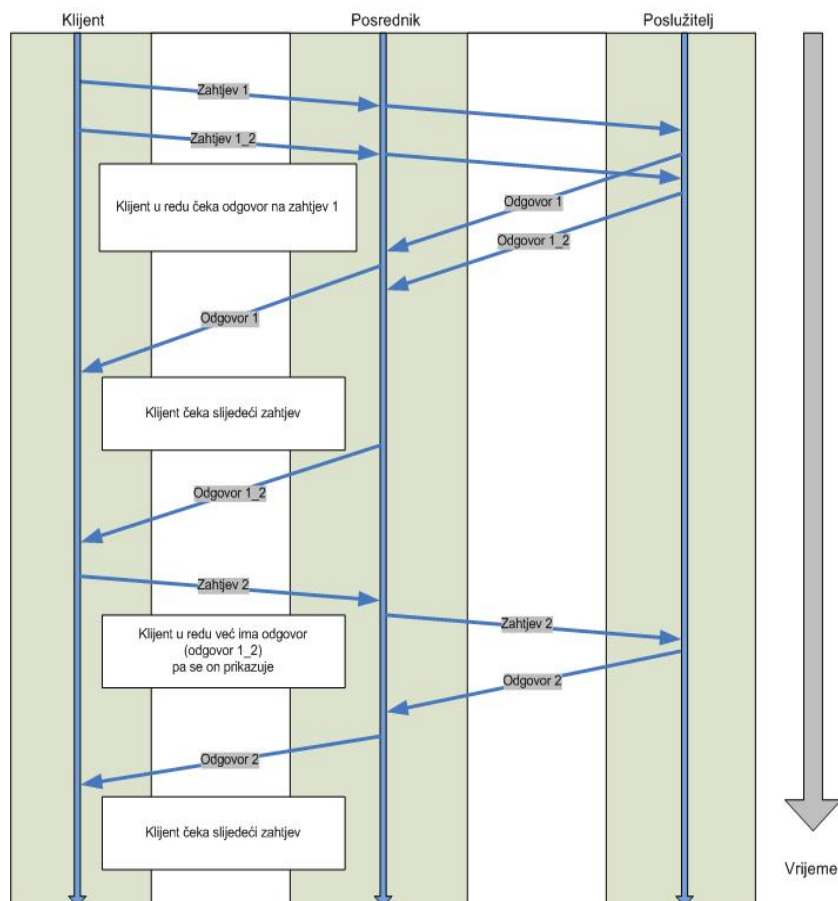 Klijent
Posrednik
Poslužitelj
Zahtjev 1
Zahtjev 1_2
Klijent u redu čeka odgovor na zahtjev 1
Odgovor 1
Odgovor 1_2
Odgovor 1
Klijent čeka slijedeći zahtjev
Odgovor 1_2
Zahtjev 2
Zahtjev 2
Klijent u redu već ima odgovor
(odgovor 1_2)
pa se on prikazuje
Odgovor 2
Odgovor 2
Klijent čeka slijedeći zahtjev
Vrijeme